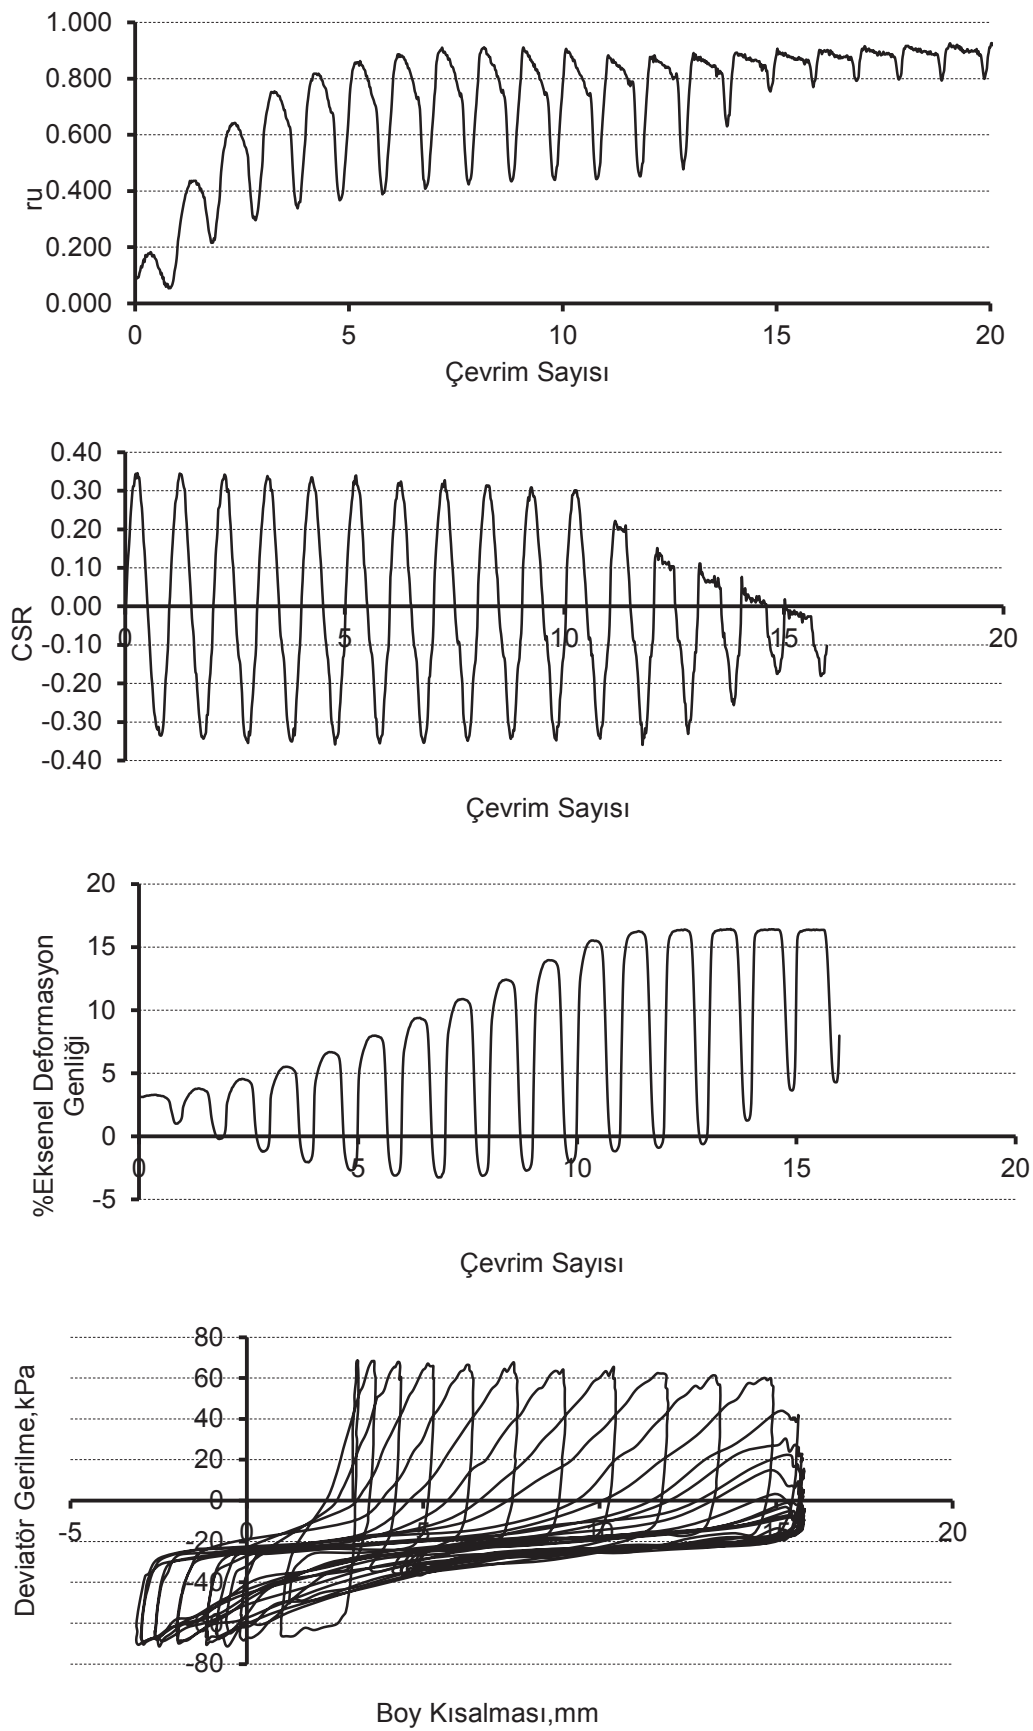 1.000
0.800
0.600
0.400
0.200
0.000
ru
0 5 10 15 20
Çevrim Sayısı
0.40
0.30
0.20
0.10
0.00
-0.10
-0.20
-0.30
-0.40
CSR
0 5 10 15 20
Çevrim Sayısı
20
15
10
5
0
-5
%Eksenel Deformasyon
Genliği
0 5 10 15 20
Çevrim Sayısı
80
60
40
20
0
-20
-40
-60
-80
Deviatör Gerilme,kPa
-5 0 5 10 15 20
Boy Kısalması,mm